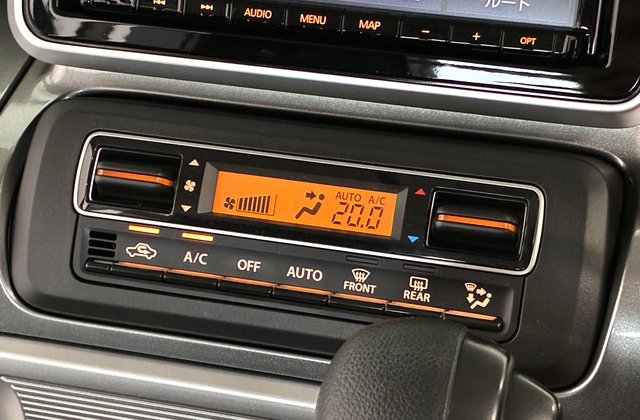 ルート
AUDIO MENU MAP - + OPT
AUTO A/C
20.0
A/C OFF AUTO FRONT REAR